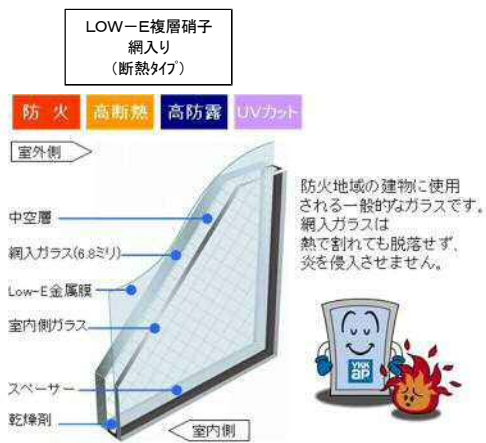 LOW－E複層硝子
網入り
(断熱ﾀｲﾌﾟ)
防火
高断熱
高防露
UVカット
室外側
中空層
網入ガラス(6.8ミリ)
Low-E金属膜
室内側ガラス
スペーサー
乾燥剤
室内側
防火地域の建物に使用
される一般的なガラスです。
網入ガラスは
熱で割れても脱落せず、
炎を侵入させません。
YKK
ap